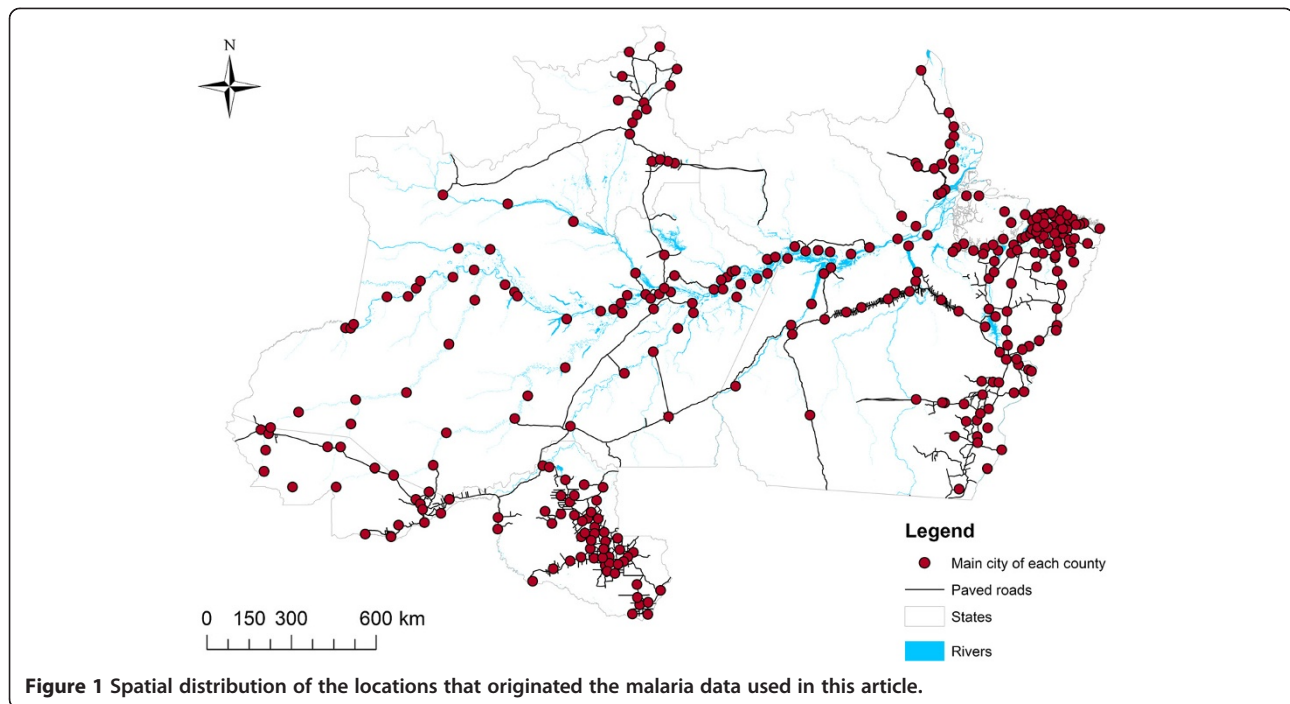 N
Legend
Main city of each county
Paved roads
States
Rivers
0 150 300 600 km
Figure 1 Spatial distribution of the locations that originated the malaria data used in this article.